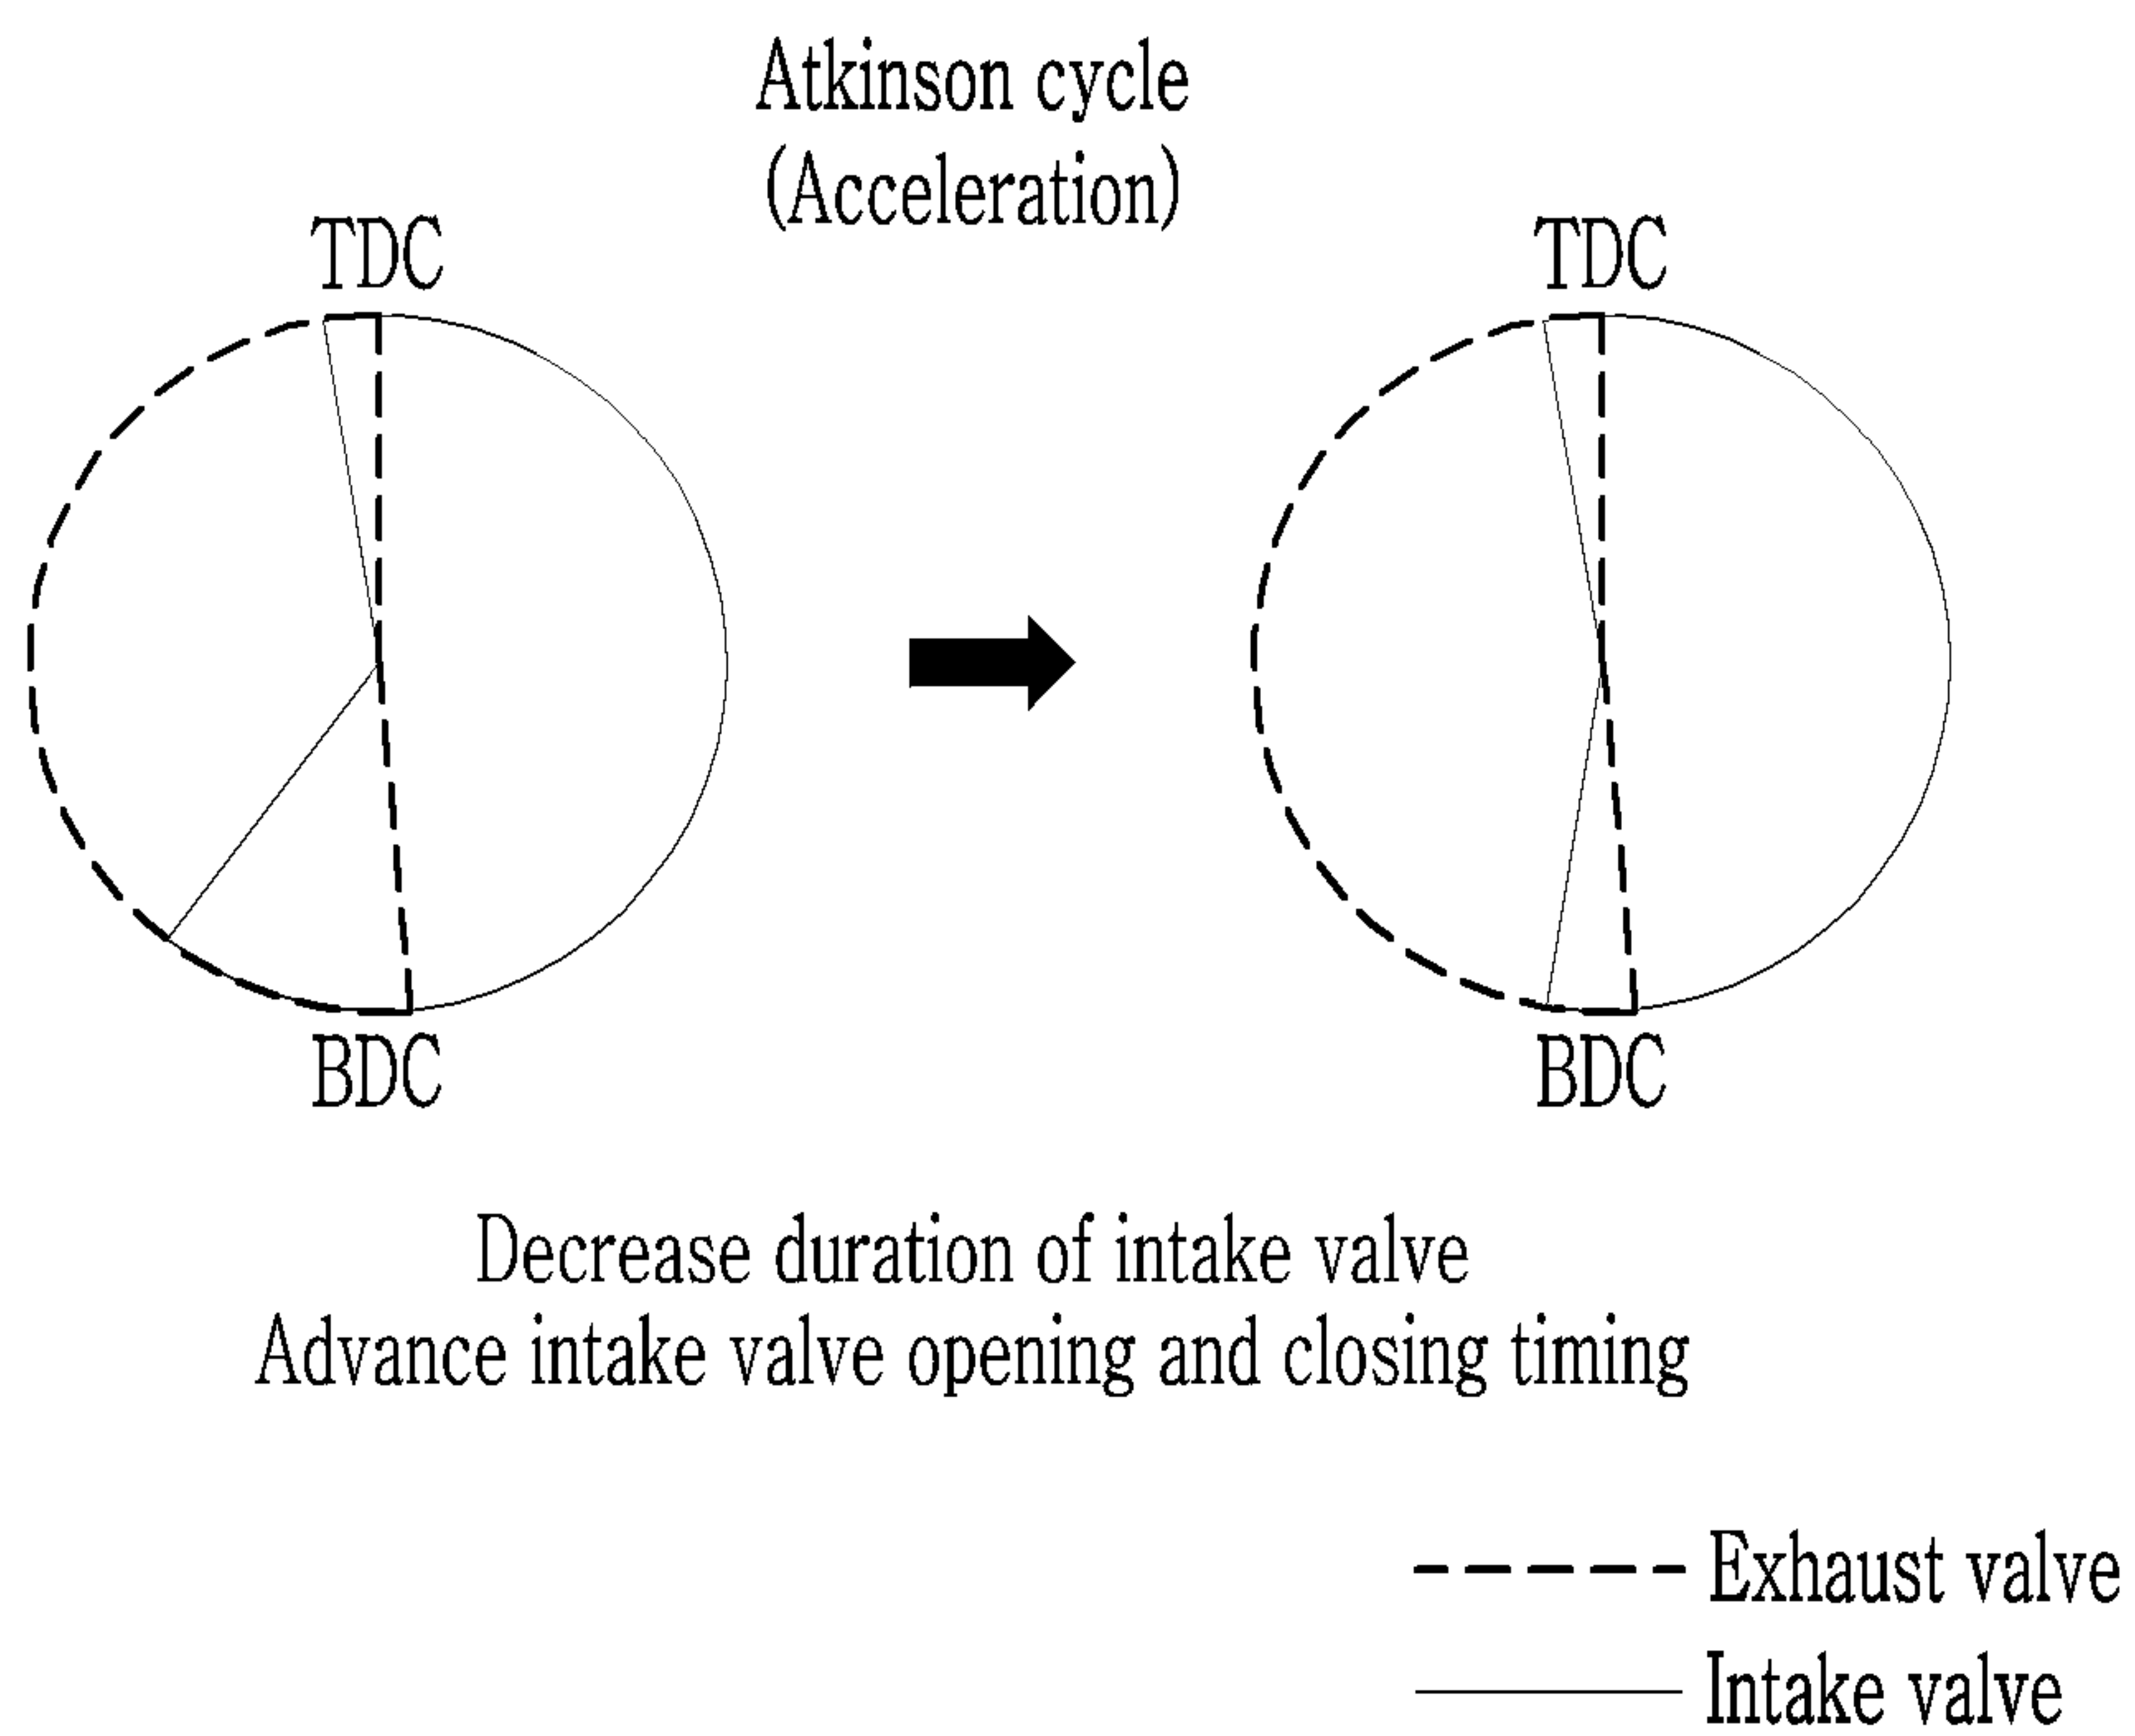 Atkinson cycle
(Acceleration)
TDC
TDC
BDC
BDC
Decrease duration of intake valve
Advance intake valve opening and closing timing
Exhaust valve
Intake valve